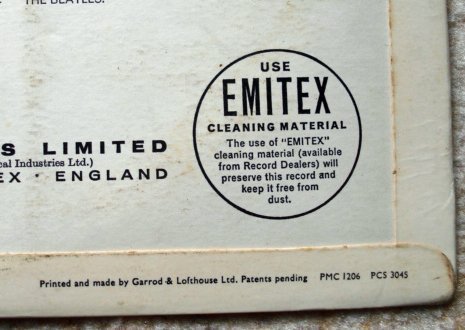 THE BEATLES.
USE
EMITEX
CLEANING MATERIAL
The use of "EMITEX"
cleaning material (available
from Record Dealers) will
preserve this record and
keep it free from
dust.
S LIMITED
cal Industries Ltd.)
EX · ENGLAND
Printed and made by Garrod & Lofthouse Ltd. Patents pending PMC 1206 PCS 3045